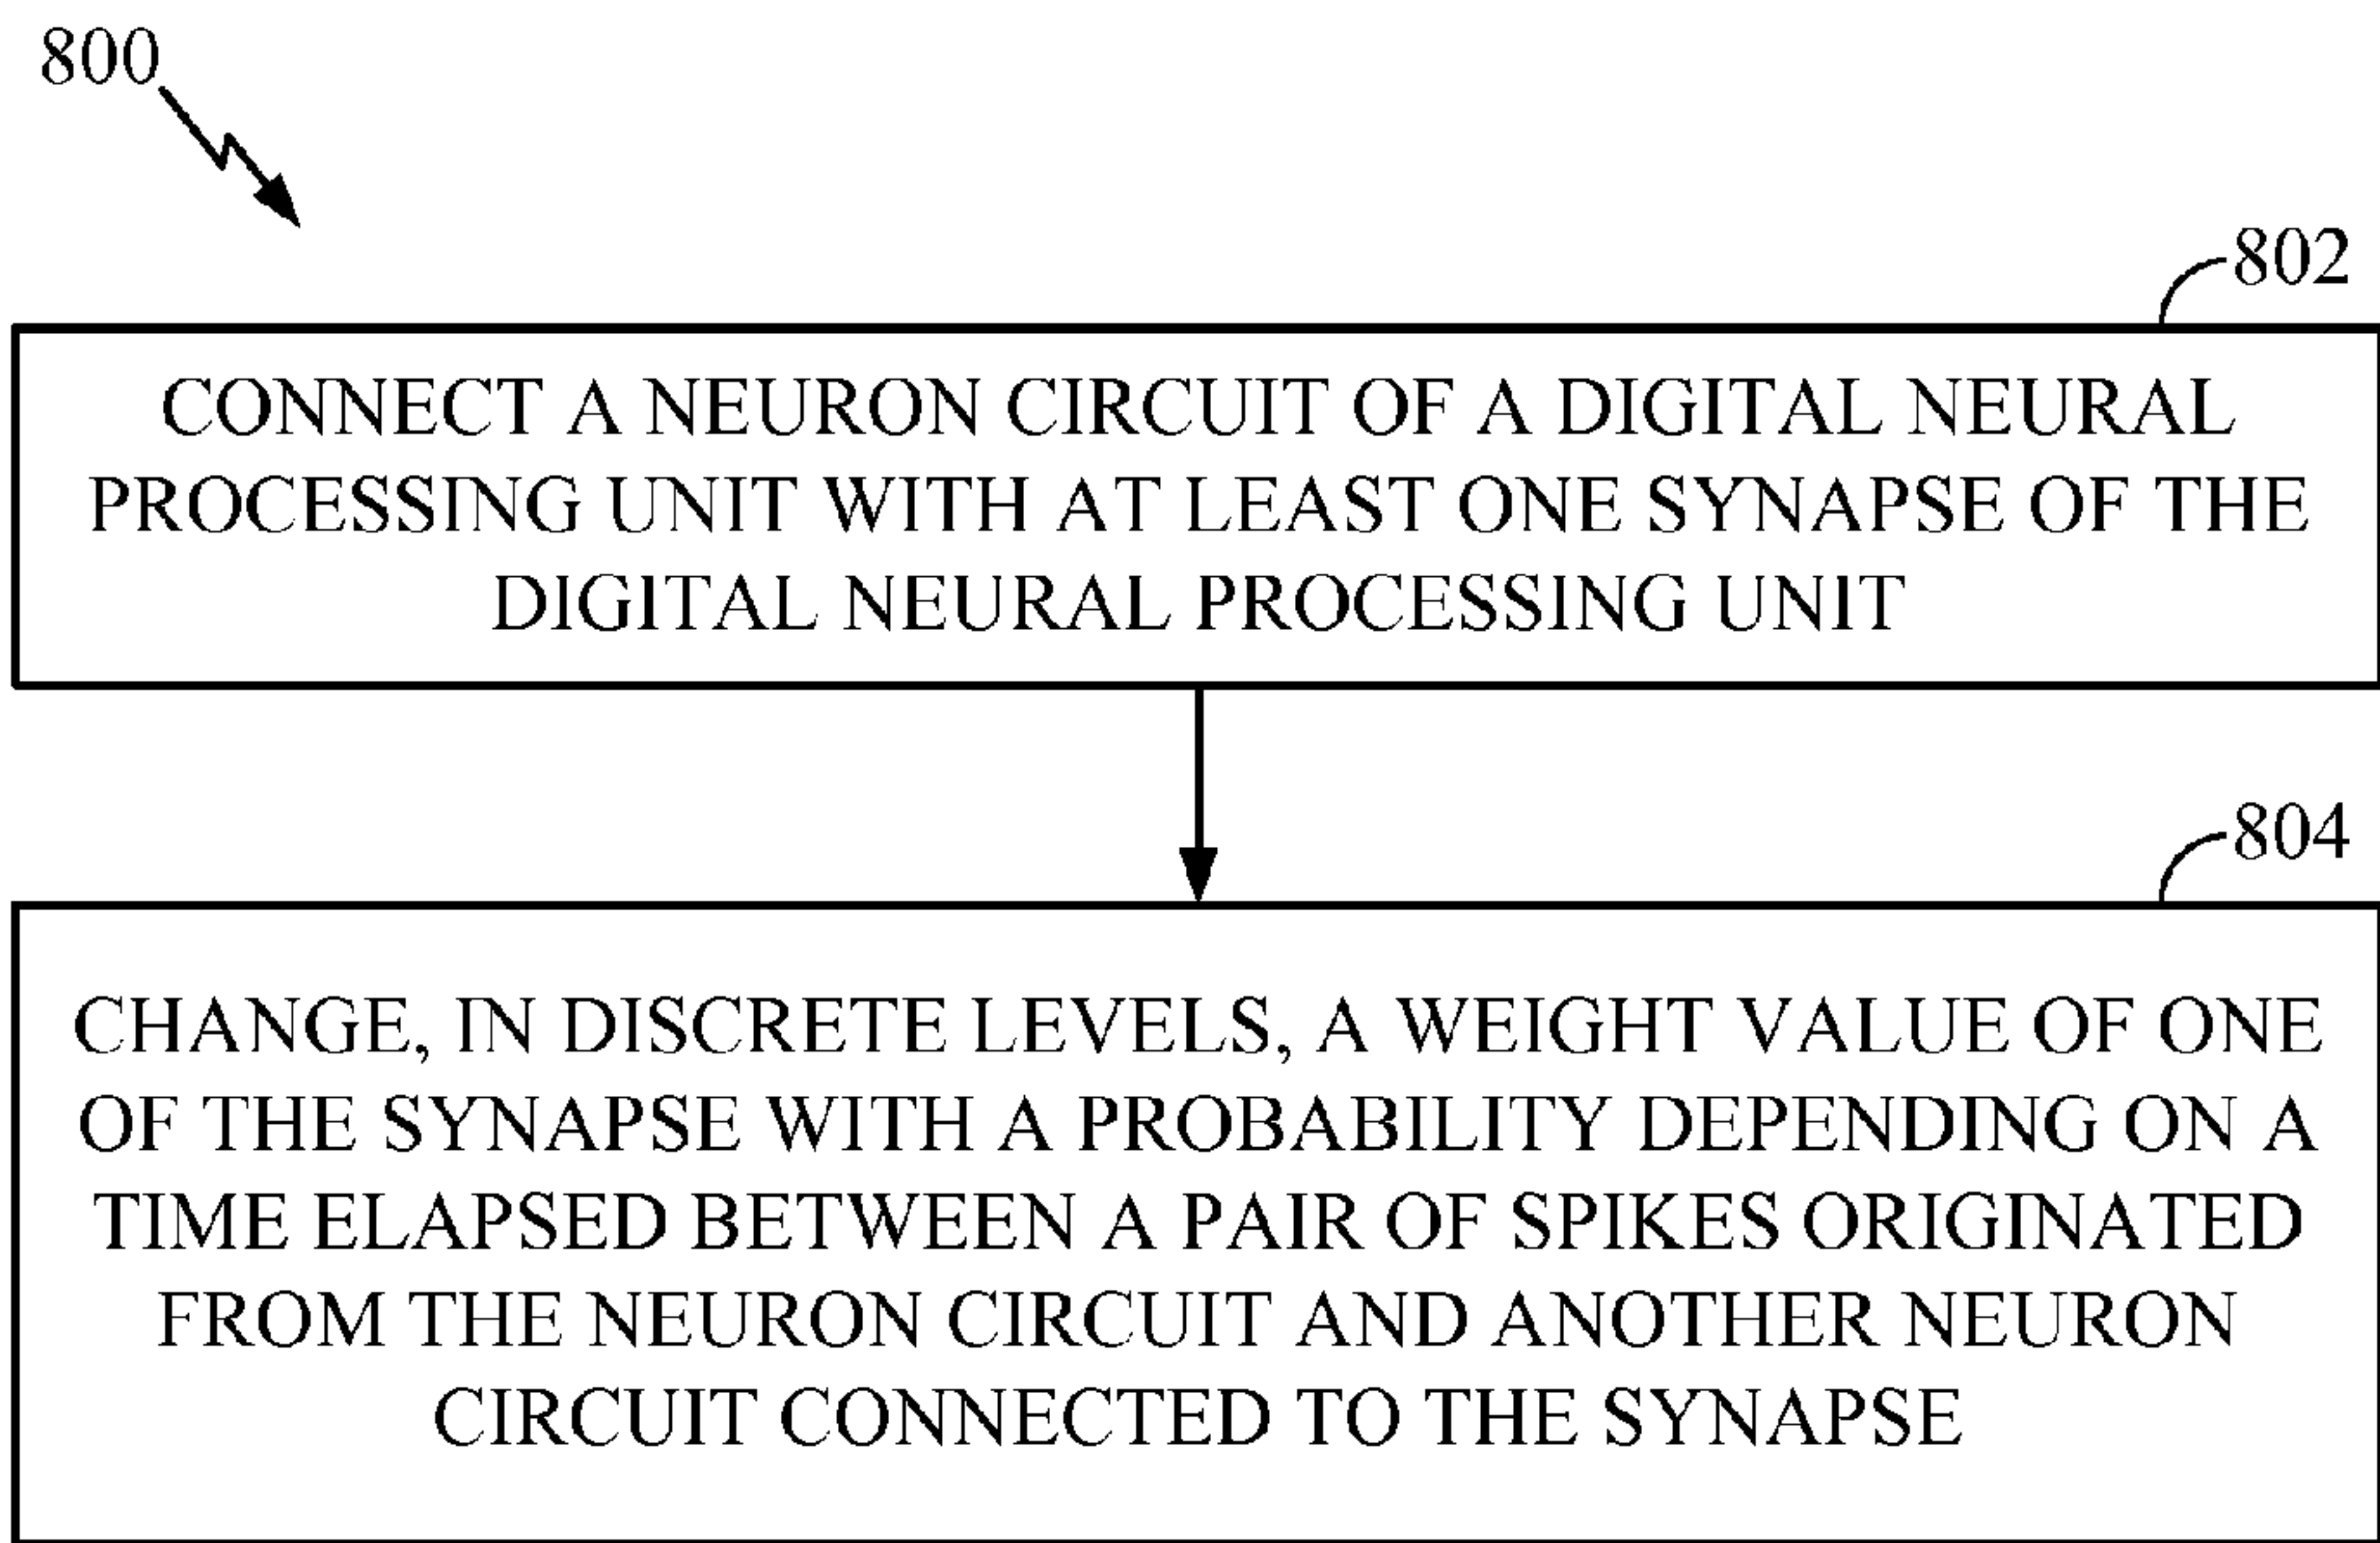 800
802
CONNECT A NEURON CIRCUIT OF A DIGITAL NEURAL
PROCESSING UNIT WITH AT LEAST ONE SYNAPSE OF THE
DIGITAL NEURAL PROCESSING UNIT
804
CHANGE, IN DISCRETE LEVELS, A WEIGHT VALUE OF ONE
OF THE SYNAPSE WITH A PROBABILITY DEPENDING ON A
TIME ELAPSED BETWEEN A PAIR OF SPIKES ORIGINATED
FROM THE NEURON CIRCUIT AND ANOTHER NEURON
CIRCUIT CONNECTED TO THE SYNAPSE